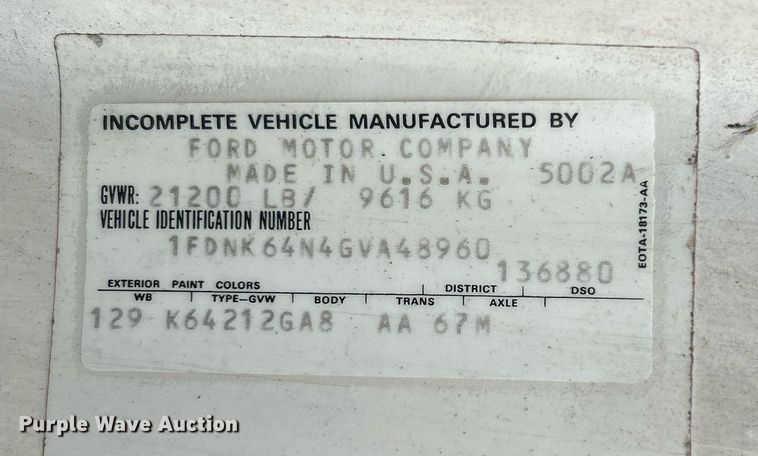 INCOMPLETE VEHICLE MANUFACTURED BY
FORD MOTOR COMPANY
MADE IN U.S.A. 5002A
GVWR: 21200 LB/ 9616 KG
VEHICLE IDENTIFICATION NUMBER
1FDNK64N4GVA48960
136880
EXTERIOR PAINT COLORS DISTRICT DSO
WB TYPE-GVW BODY TRANS AXLE
129 K64212GA8 AA 67M
EOTA-18173-AA
Purple Wave Auction